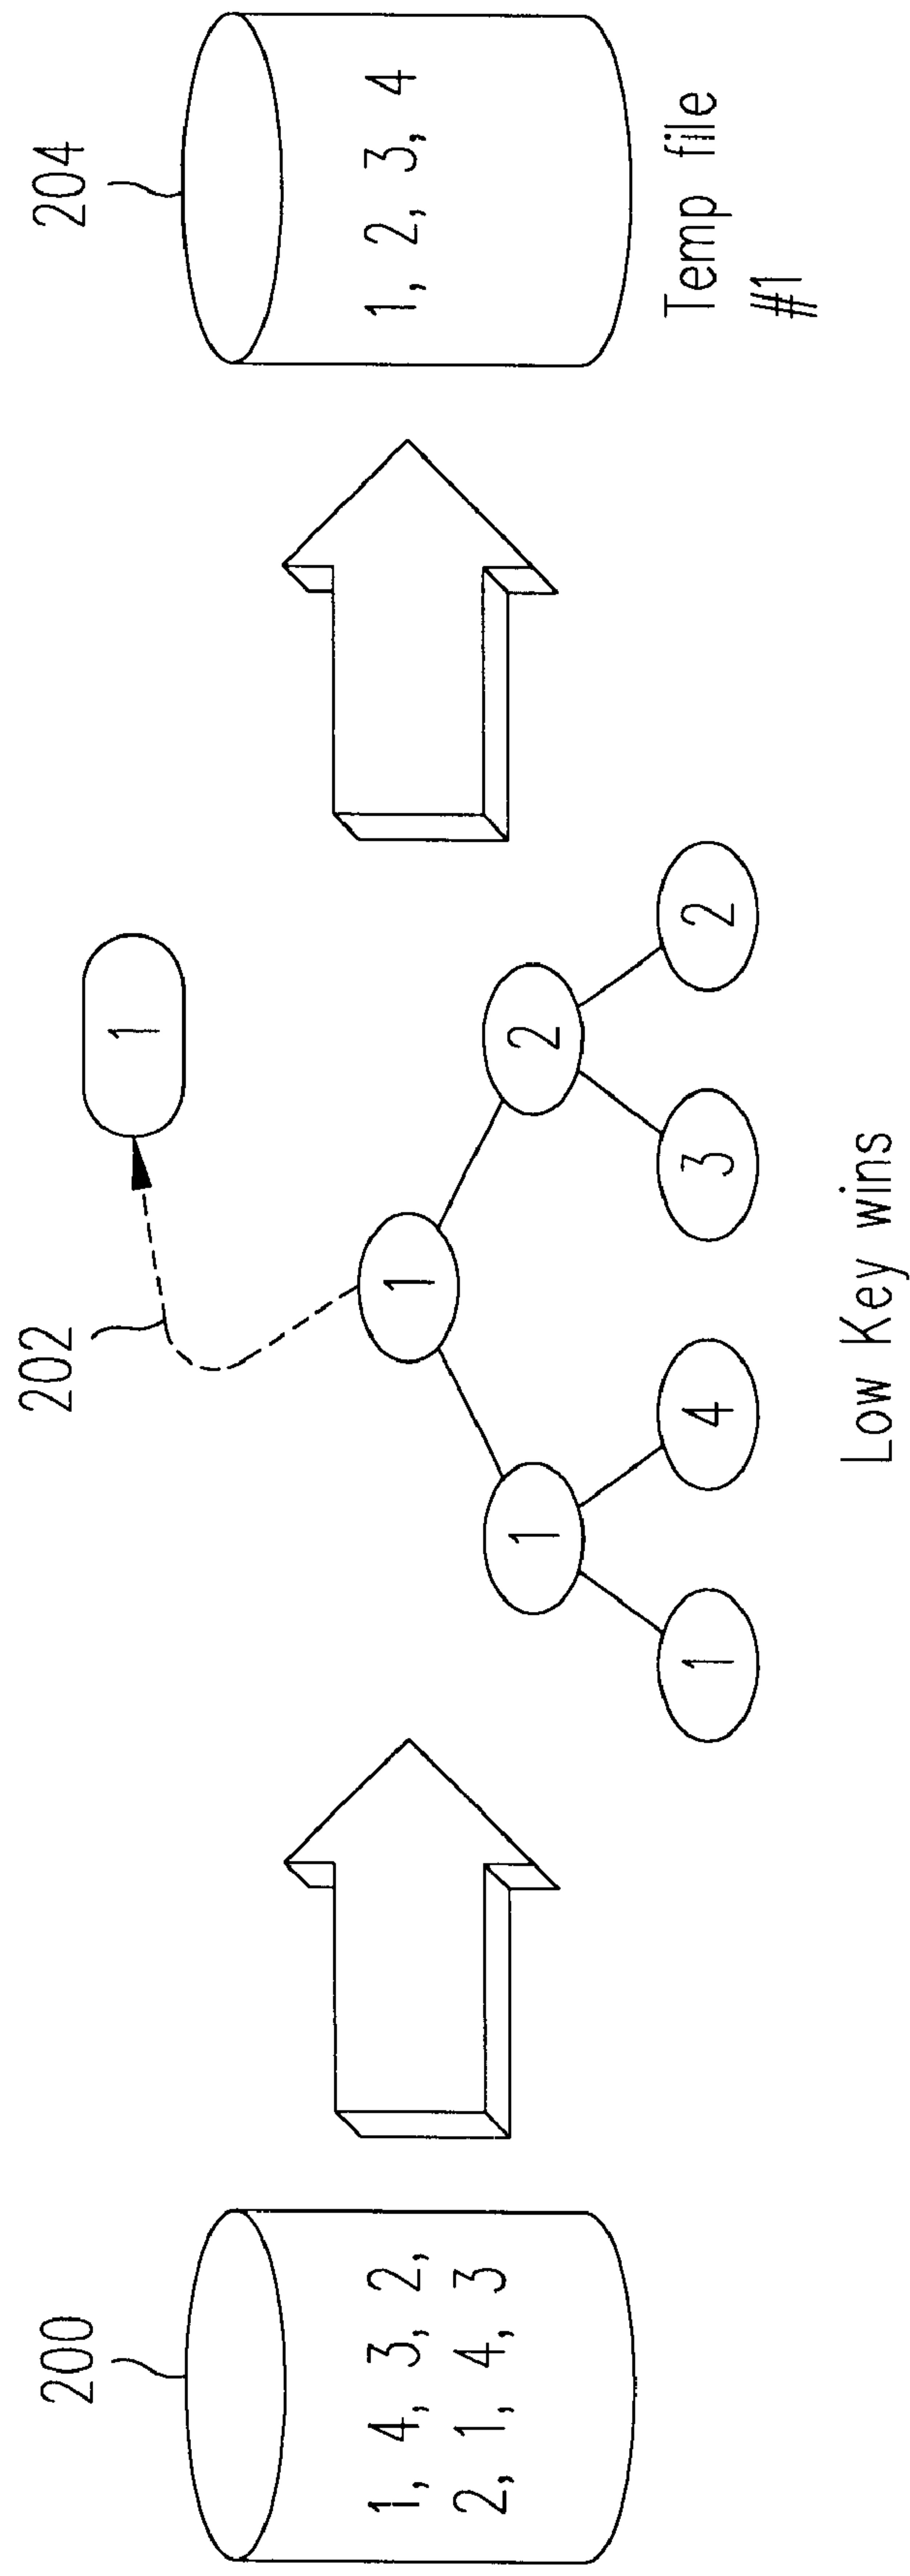 200
1, 4, 3, 2,
2, 1, 4, 3
202
1
1
1
2
1
4
3
2
Low Key wins
204
1, 2, 3, 4
Temp file
#1